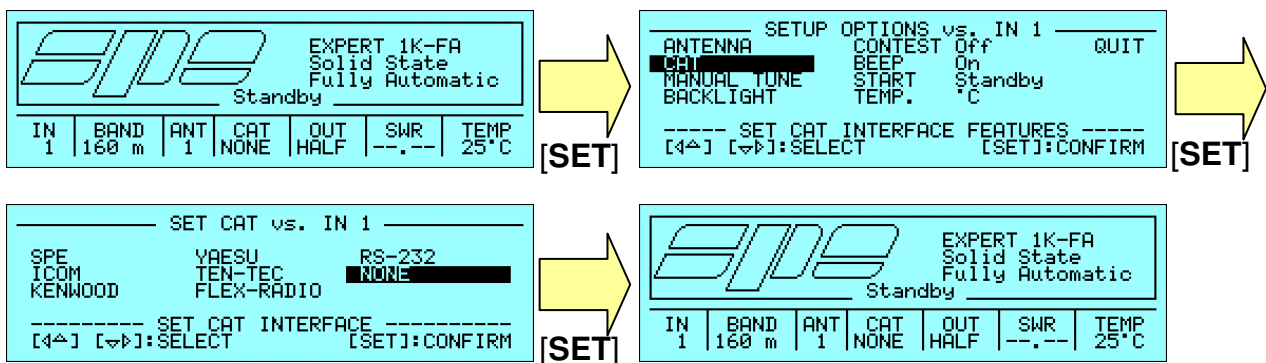 spe
EXPERT 1K-FA
Solid State
Fully Automatic
Standby
IN BAND ANT CAT OUT SWR TEMP
1 160 m 1 NONE HALF --.-- 25°C
[SET]
SETUP OPTIONS vs. IN 1
ANTENNA CONTEST Off QUIT
CAT BEEP On
MANUAL TUNE START Standby
BACKLIGHT TEMP. °C
----- SET CAT INTERFACE FEATURES -----
[◁△] [▽▷]:SELECT [SET]:CONFIRM
[SET]
SET CAT vs. IN 1
SPE YAESU RS-232
ICOM TEN-TEC NONE
KENWOOD FLEX-RADIO
--------- SET CAT INTERFACE ----------
[◁△] [▽▷]:SELECT [SET]:CONFIRM
[SET]
spe
EXPERT 1K-FA
Solid State
Fully Automatic
Standby
IN BAND ANT CAT OUT SWR TEMP
1 160 m 1 NONE HALF --.-- 25°C